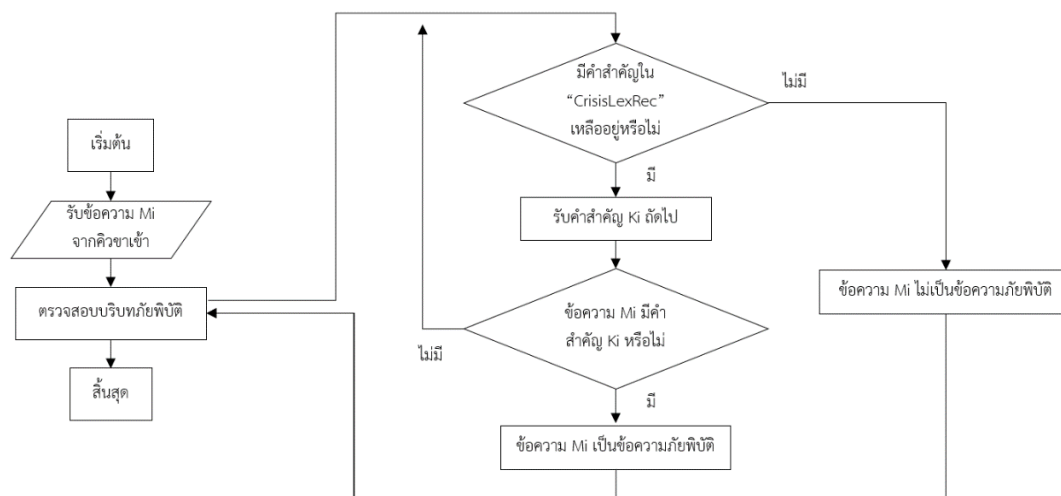 เริ่มต้น
รับข้อความ Mi
จากคิวขาเข้า
ตรวจสอบบริบทภัยพิบัติ
สิ้นสุด
มีคำสำคัญใน
“CrisisLexRec”
เหลืออยู่หรือไม่
ไม่มี
มี
รับคำสำคัญ Ki ถัดไป
ข้อความ Mi มีคำ
สำคัญ Ki หรือไม่
ไม่มี
มี
ข้อความ Mi เป็นข้อความภัยพิบัติ
ข้อความ Mi ไม่เป็นข้อความภัยพิบัติ